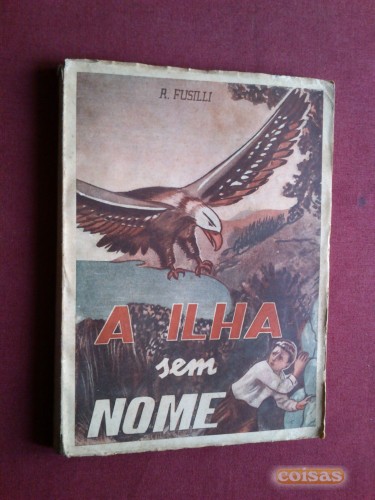 R. FUSILLI
A ILHA
sem
NOME
coisas